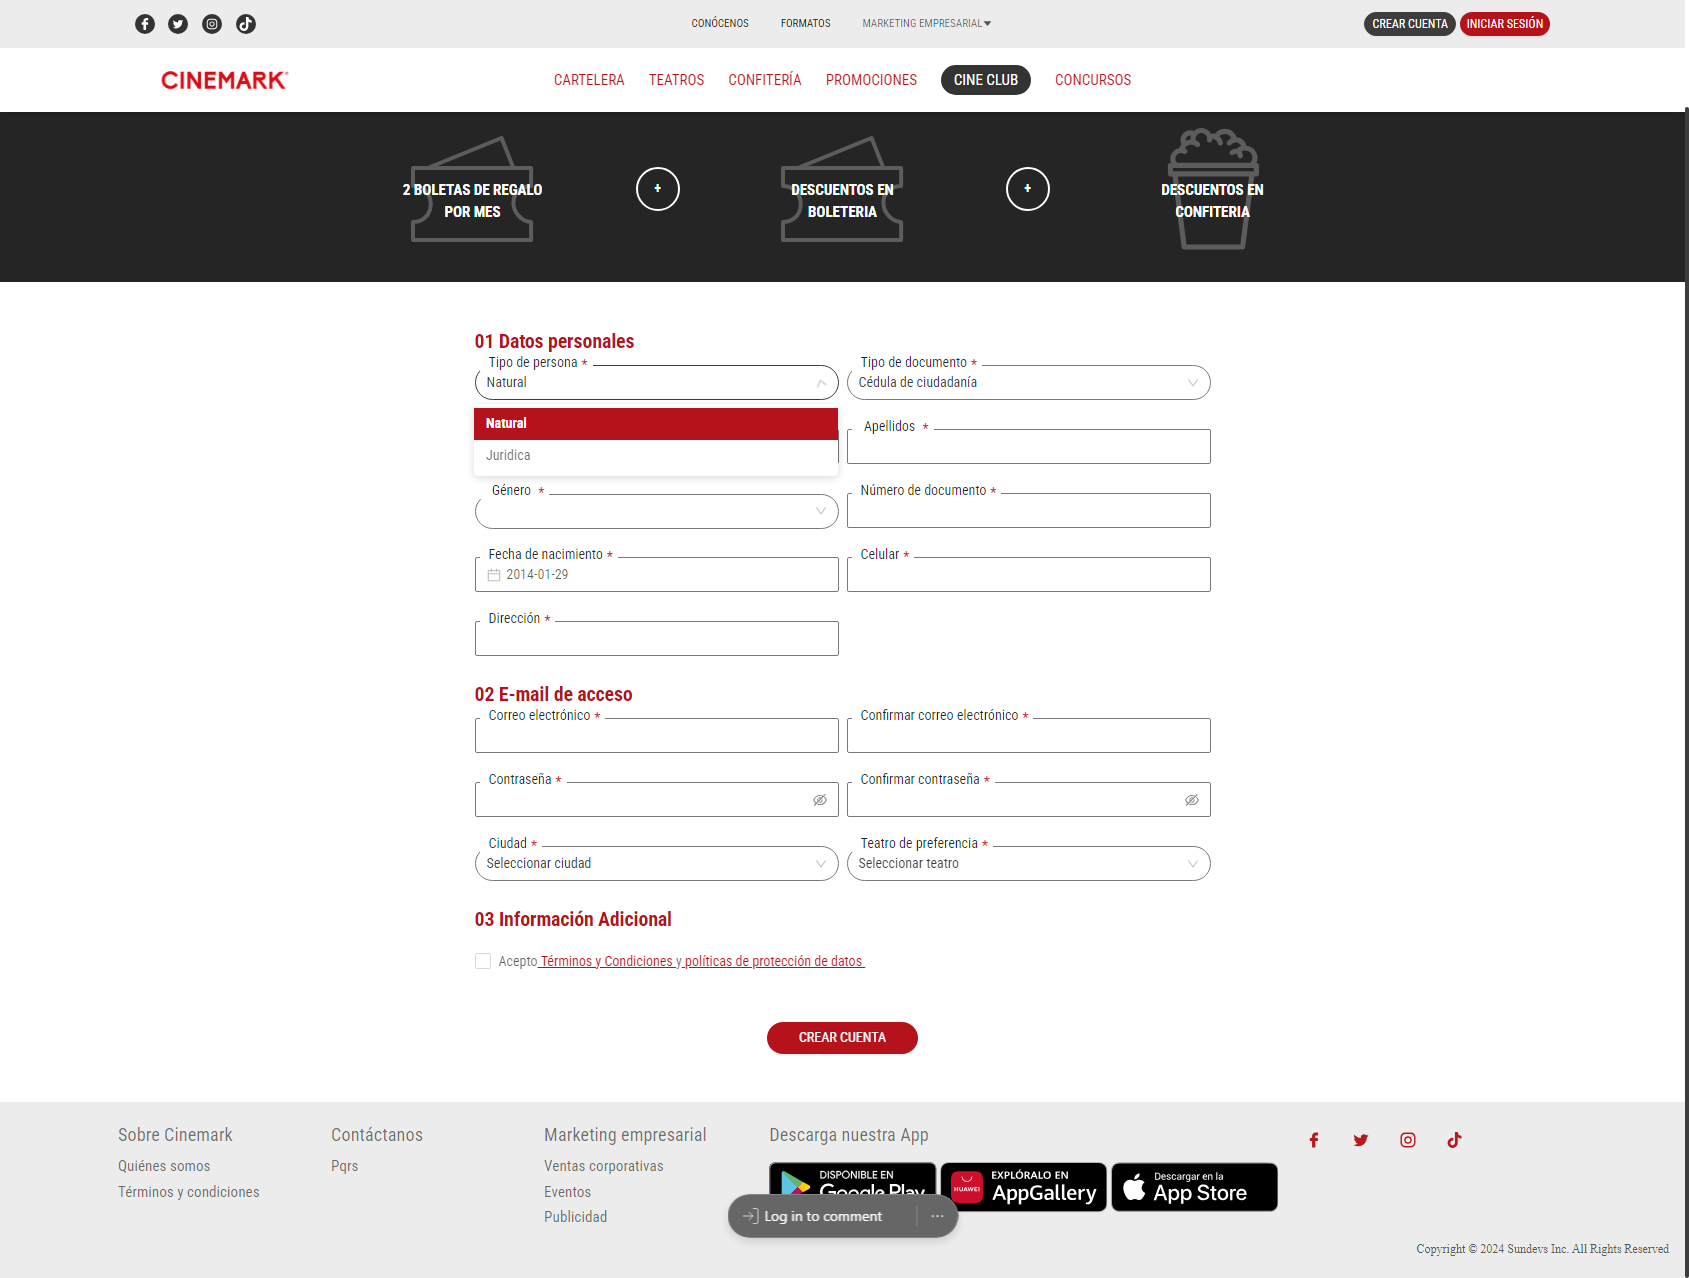 CONÓCENOS
FORMATOS
MARKETING EMPRESARIAL
CREAR CUENTA
INICIAR SESIÓN
CINEMARK
CARTELERA
TEATROS
CONFITERÍA
PROMOCIONES
CINE CLUB
CONCURSOS
2 BOLETAS DE REGALO
POR MES
+
DESCUENTOS EN
BOLETERIA
+
DESCUENTOS EN
CONFITERIA
01 Datos personales
Tipo de persona *
Natural
Tipo de documento *
Cédula de ciudadanía
Natural
Juridica
Apellidos *
Género *
Número de documento *
Fecha de nacimiento *
2014-01-29
Celular *
Dirección *
02 E-mail de acceso
Correo electrónico *
Confirmar correo electrónico *
Contraseña *
Confirmar contraseña *
Ciudad *
Seleccionar ciudad
Teatro de preferencia *
Seleccionar teatro
03 Información Adicional
Acepto Términos y Condiciones y políticas de protección de datos
CREAR CUENTA
Sobre Cinemark
Quiénes somos
Términos y condiciones
Contáctanos
Pqrs
Marketing empresarial
Ventas corporativas
Eventos
Publicidad
Descarga nuestra App
DISPONIBLE EN
Google Play
HUAWEI
EXPLÓRALO EN
AppGallery
Descargar en la
App Store
Log in to comment
Copyright © 2024 Sundevs Inc. All Rights Reserved